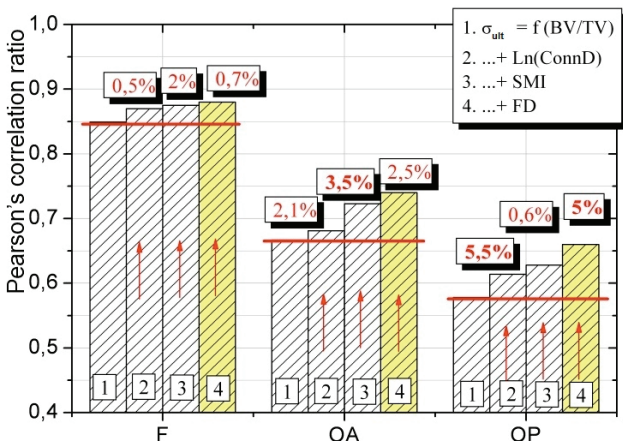 1. σult = f (BV/TV)
2. ...+ Ln(ConnD)
3. ...+ SMI
4. ...+ FD
Pearson's correlation ratio
1,0
0,9
0,8
0,7
0,6
0,5
0,4
0,5% 2% 0,7%
2,1% 3,5% 2,5%
5,5% 0,6% 5%
1 2 3 4
1 2 3 4
1 2 3 4
F OA OP